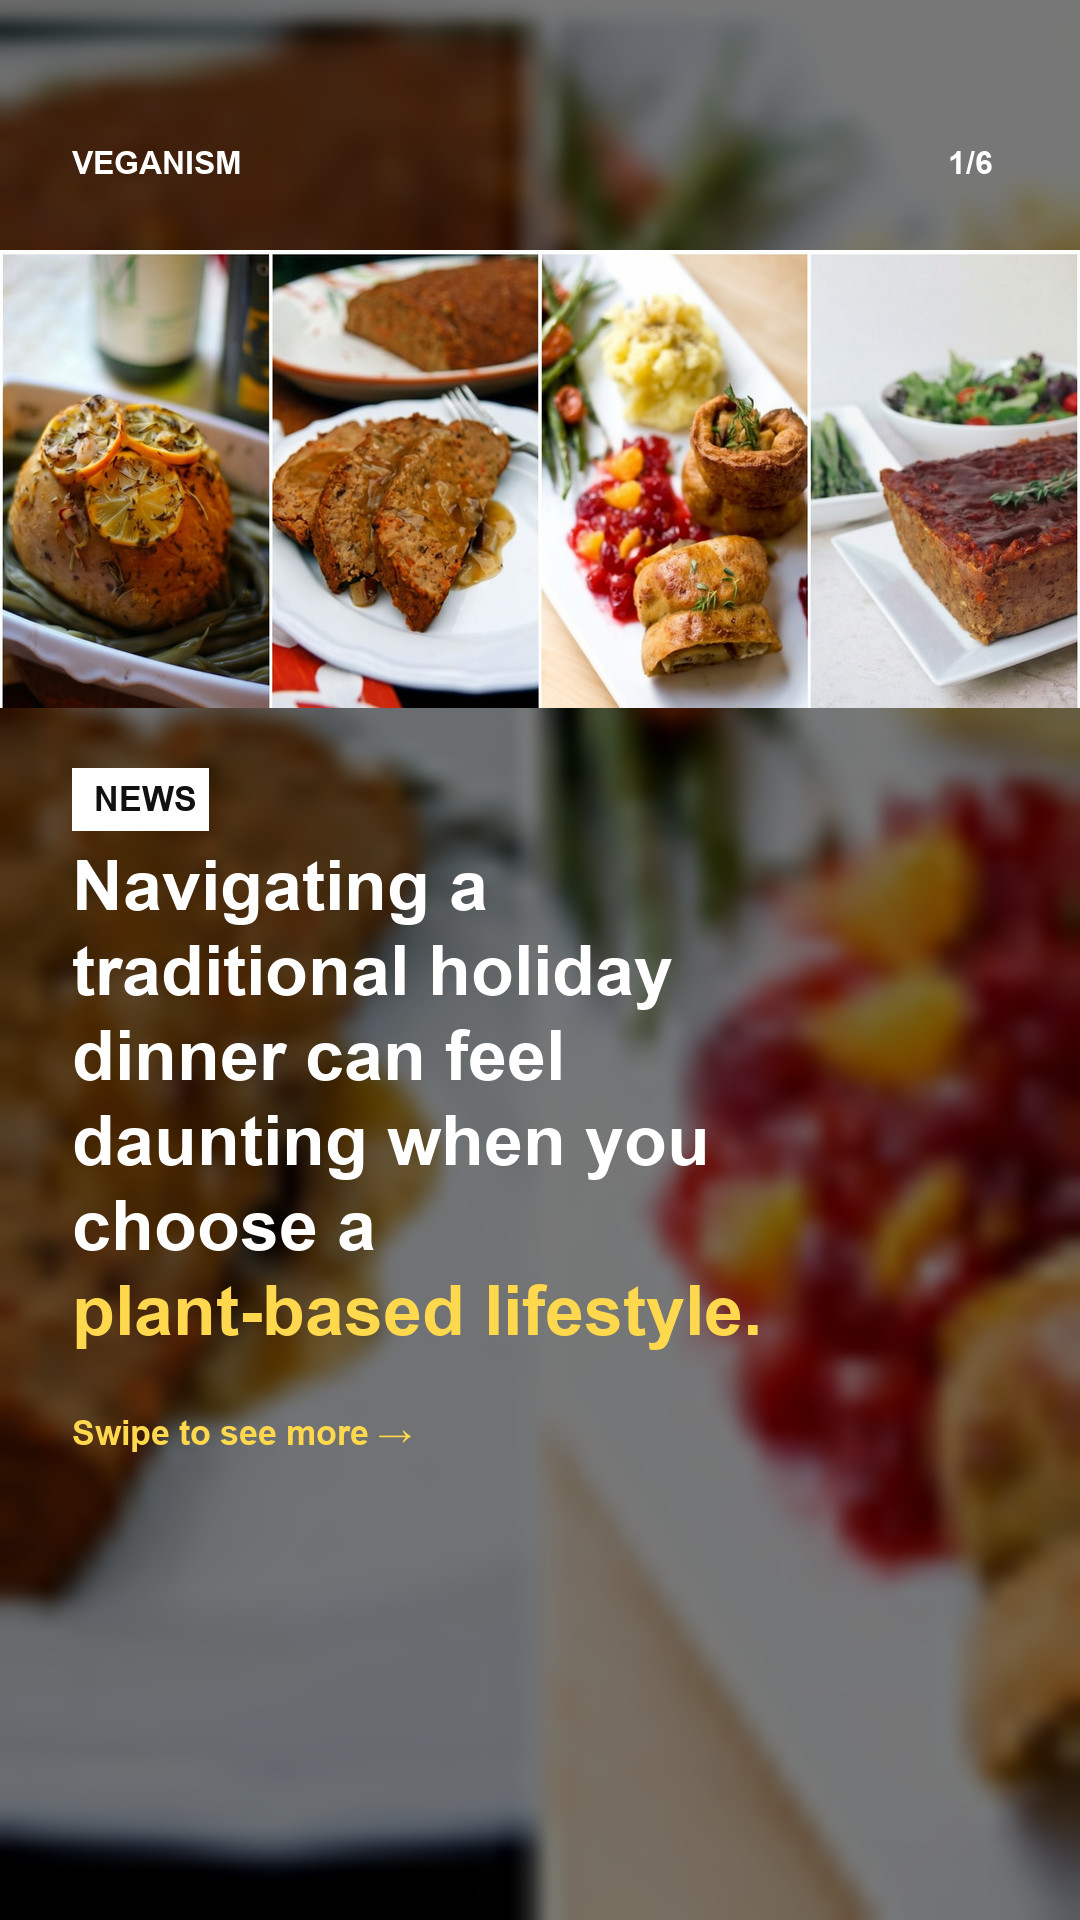 VEGANISM
1/6
NEWS
Navigating a
traditional holiday
dinner can feel
daunting when you
choose a
plant-based lifestyle.
Swipe to see more →